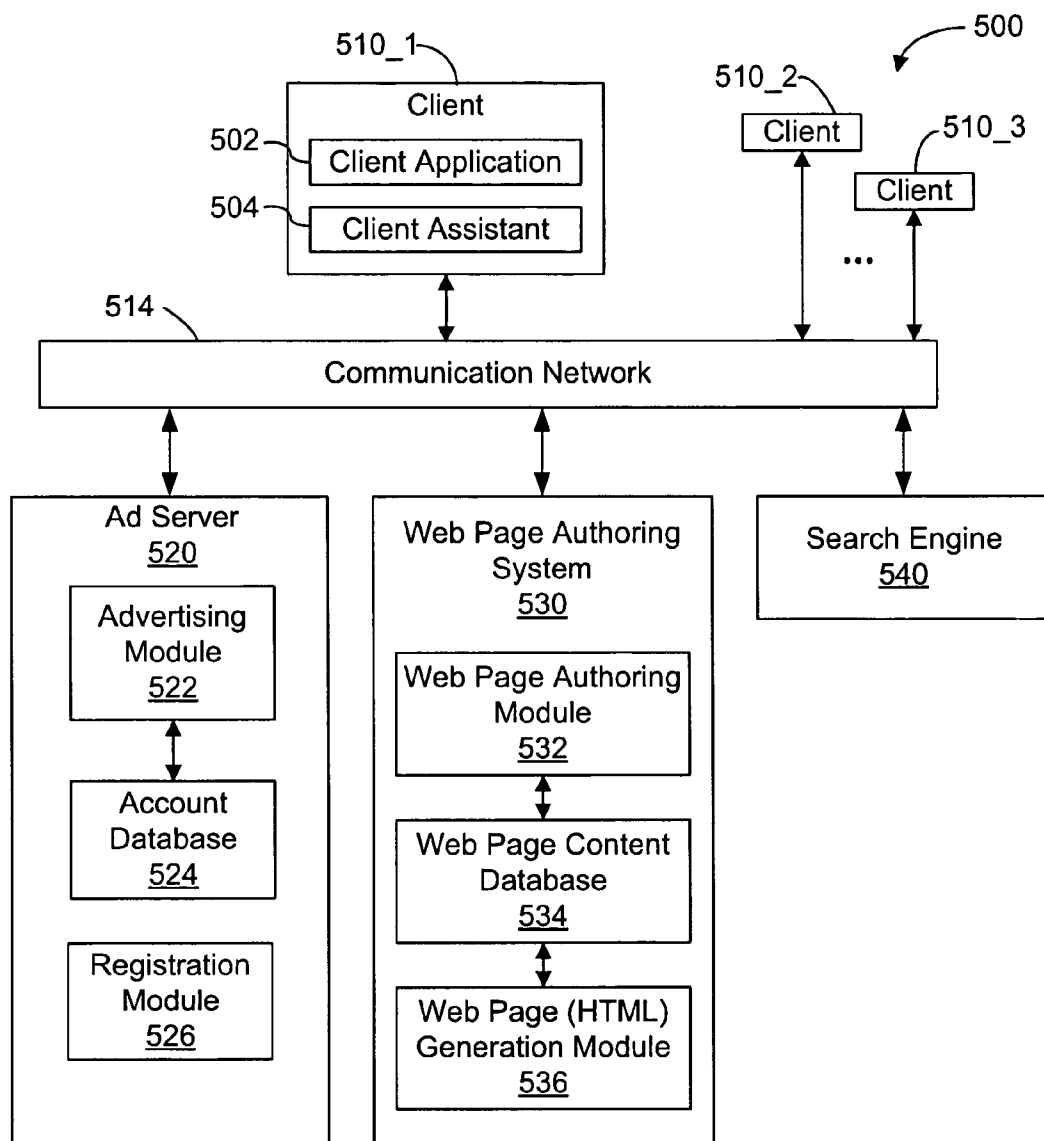 500
510_1
Client
502
Client Application
504
Client Assistant
510_2
Client
510_3
Client
...
514
Communication Network
Ad Server
520
Advertising
Module
522
Account
Database
524
Registration
Module
526
Web Page Authoring
System
530
Web Page Authoring
Module
532
Web Page Content
Database
534
Web Page (HTML)
Generation Module
536
Search Engine
540